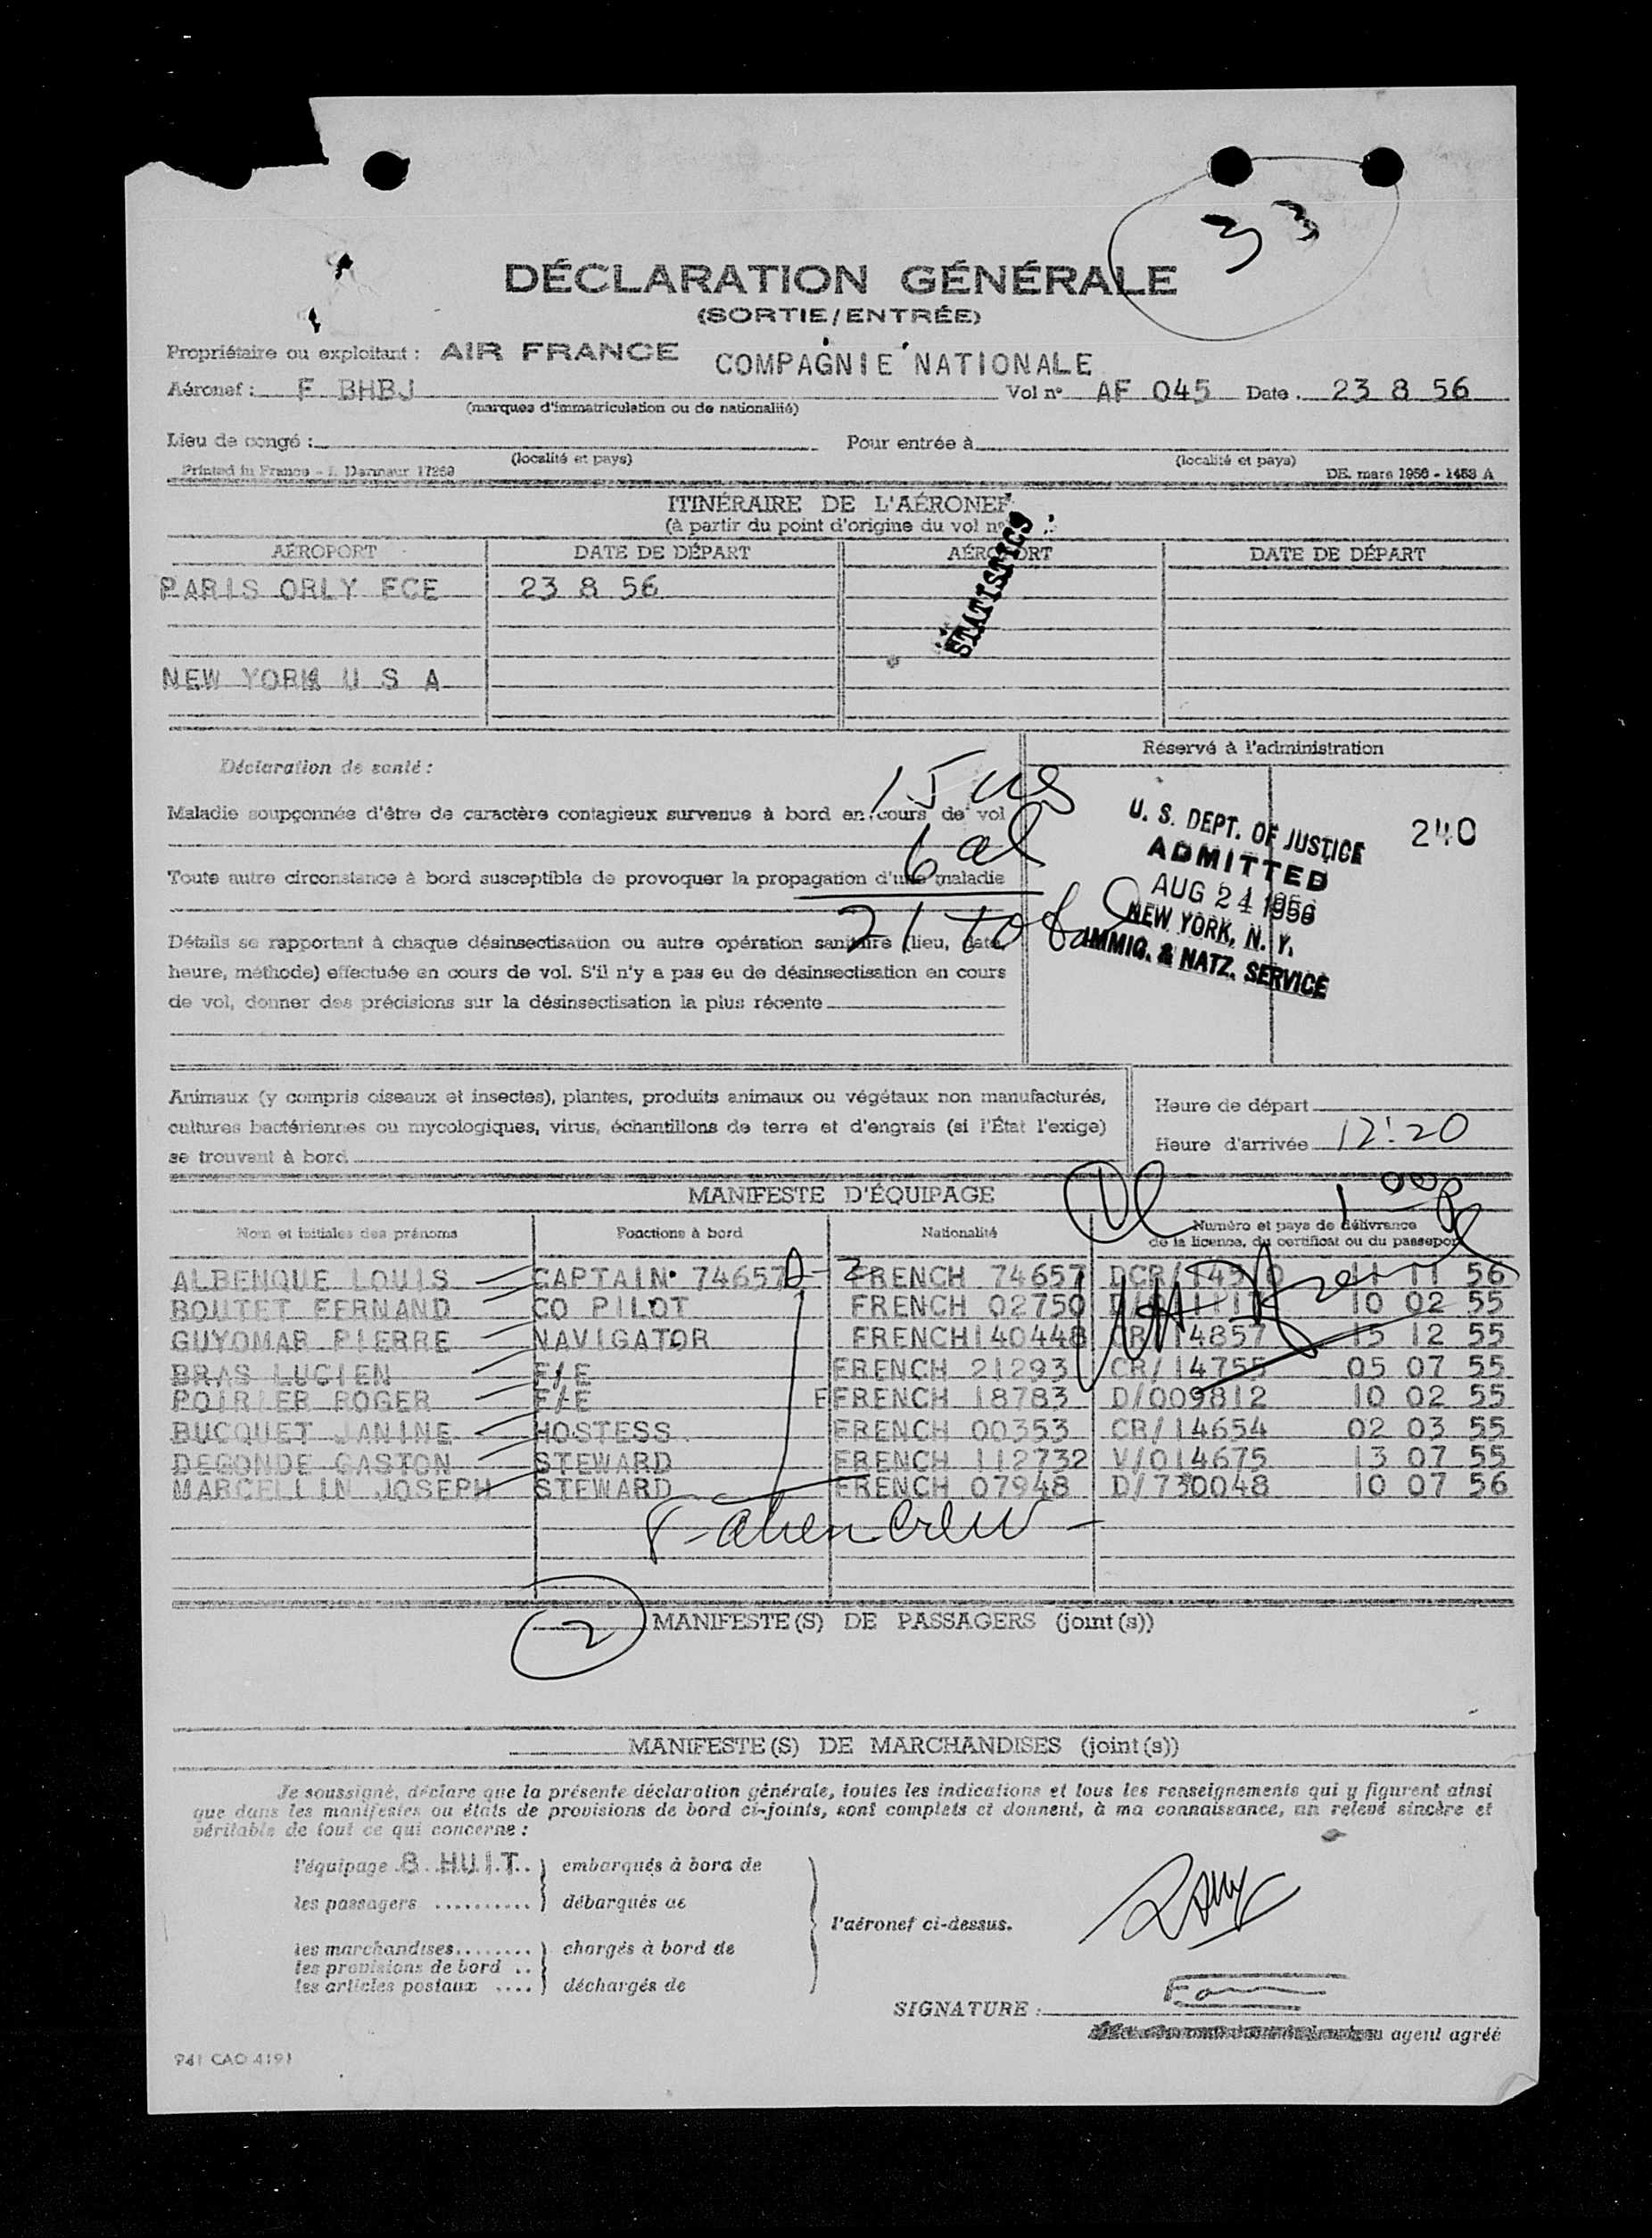 33
DÉCLARATION GÉNÉRALE
(SORTIE/ENTRÉE)
Propriétaire ou exploitant : AIR FRANCE COMPAGNIE NATIONALE
Aéronef : F BHBJ Vol n° AF 045 Date 23 8 56
(marques d'immatriculation ou de nationalité)
Lieu de congé : Pour entrée à
(localité et pays) (localité et pays)
Printed in France - 17269 DE. mars 1956 - 1453 A
ITINÉRAIRE DE L'AÉRONEF
(à partir du point d'origine du vol n°
STATISTICS
AÉROPORT DATE DE DÉPART AÉROPORT DATE DE DÉPART
PARIS ORLY FCE 23 8 56
NEW YORK U S A
Réservé à l'administration
Déclaration de santé :
15 us
Maladie soupçonnée d'être de caractère contagieux survenue à bord en cours de vol
6 al
Toute autre circonstance à bord susceptible de provoquer la propagation d'une maladie
21 total
Détails se rapportant à chaque désinsectisation ou autre opération sanitaire (lieu, date,
heure, méthode) effectuée en cours de vol. S'il n'y a pas eu de désinsectisation en cours
de vol, donner des précisions sur la désinsectisation la plus récente
U. S. DEPT. OF JUSTICE
240
ADMITTED
AUG 24 1956
NEW YORK, N. Y.
IMMIG. & NATZ. SERVICE
Animaux (y compris oiseaux et insectes), plantes, produits animaux ou végétaux non manufacturés,
cultures bactériennes ou mycologiques, virus, échantillons de terre et d'engrais (si l'État l'exige)
se trouvent à bord
Heure de départ
Heure d'arrivée 12:20
MANIFESTE D'ÉQUIPAGE
Nom et initiales des prénoms Fonctions à bord Nationalité Numéro et pays de délivrance
de la licence, du certificat ou du passeport
ALBENQUE LOUIS CAPTAIN 74657 FRENCH 74657 11 11 56
BOUTET FERNAND CO PILOT FRENCH 02750 10 02 55
GUYOMAR PIERRE NAVIGATOR FRENCH140448 CR/14857 15 12 55
BRAS LUCIEN F/E FRENCH 21293 CR/14755 05 07 55
POIRIER ROGER F/E FFRENCH 18783 D/009812 10 02 55
BUCQUET JANINE HOSTESS FRENCH 00353 CR/14654 02 03 55
DEGONDE GASTON STEWARD FRENCH 112732 V/014675 13 07 55
MARCELLIN JOSEPH STEWARD FRENCH 07948 D/730048 10 07 56
8 - alien crew -
2 MANIFESTE(S) DE PASSAGERS (joint(s))
MANIFESTE(S) DE MARCHANDISES (joint(s))
Je soussigné, déclare que la présente déclaration générale, toutes les indications et tous les renseignements qui y figurent ainsi
que dans les manifestes ou états de provisions de bord ci-joints, sont complets et donnent, à ma connaissance, un relevé sincère et
véritable de tout ce qui concerne :
l'équipage 8 HUIT embarqués à bord de
les passagers débarqués de
l'aéronef ci-dessus.
les marchandises chargés à bord de
les provisions de bord
les articles postaux déchargés de
SIGNATURE :
agent agréé
941 CAO 4191